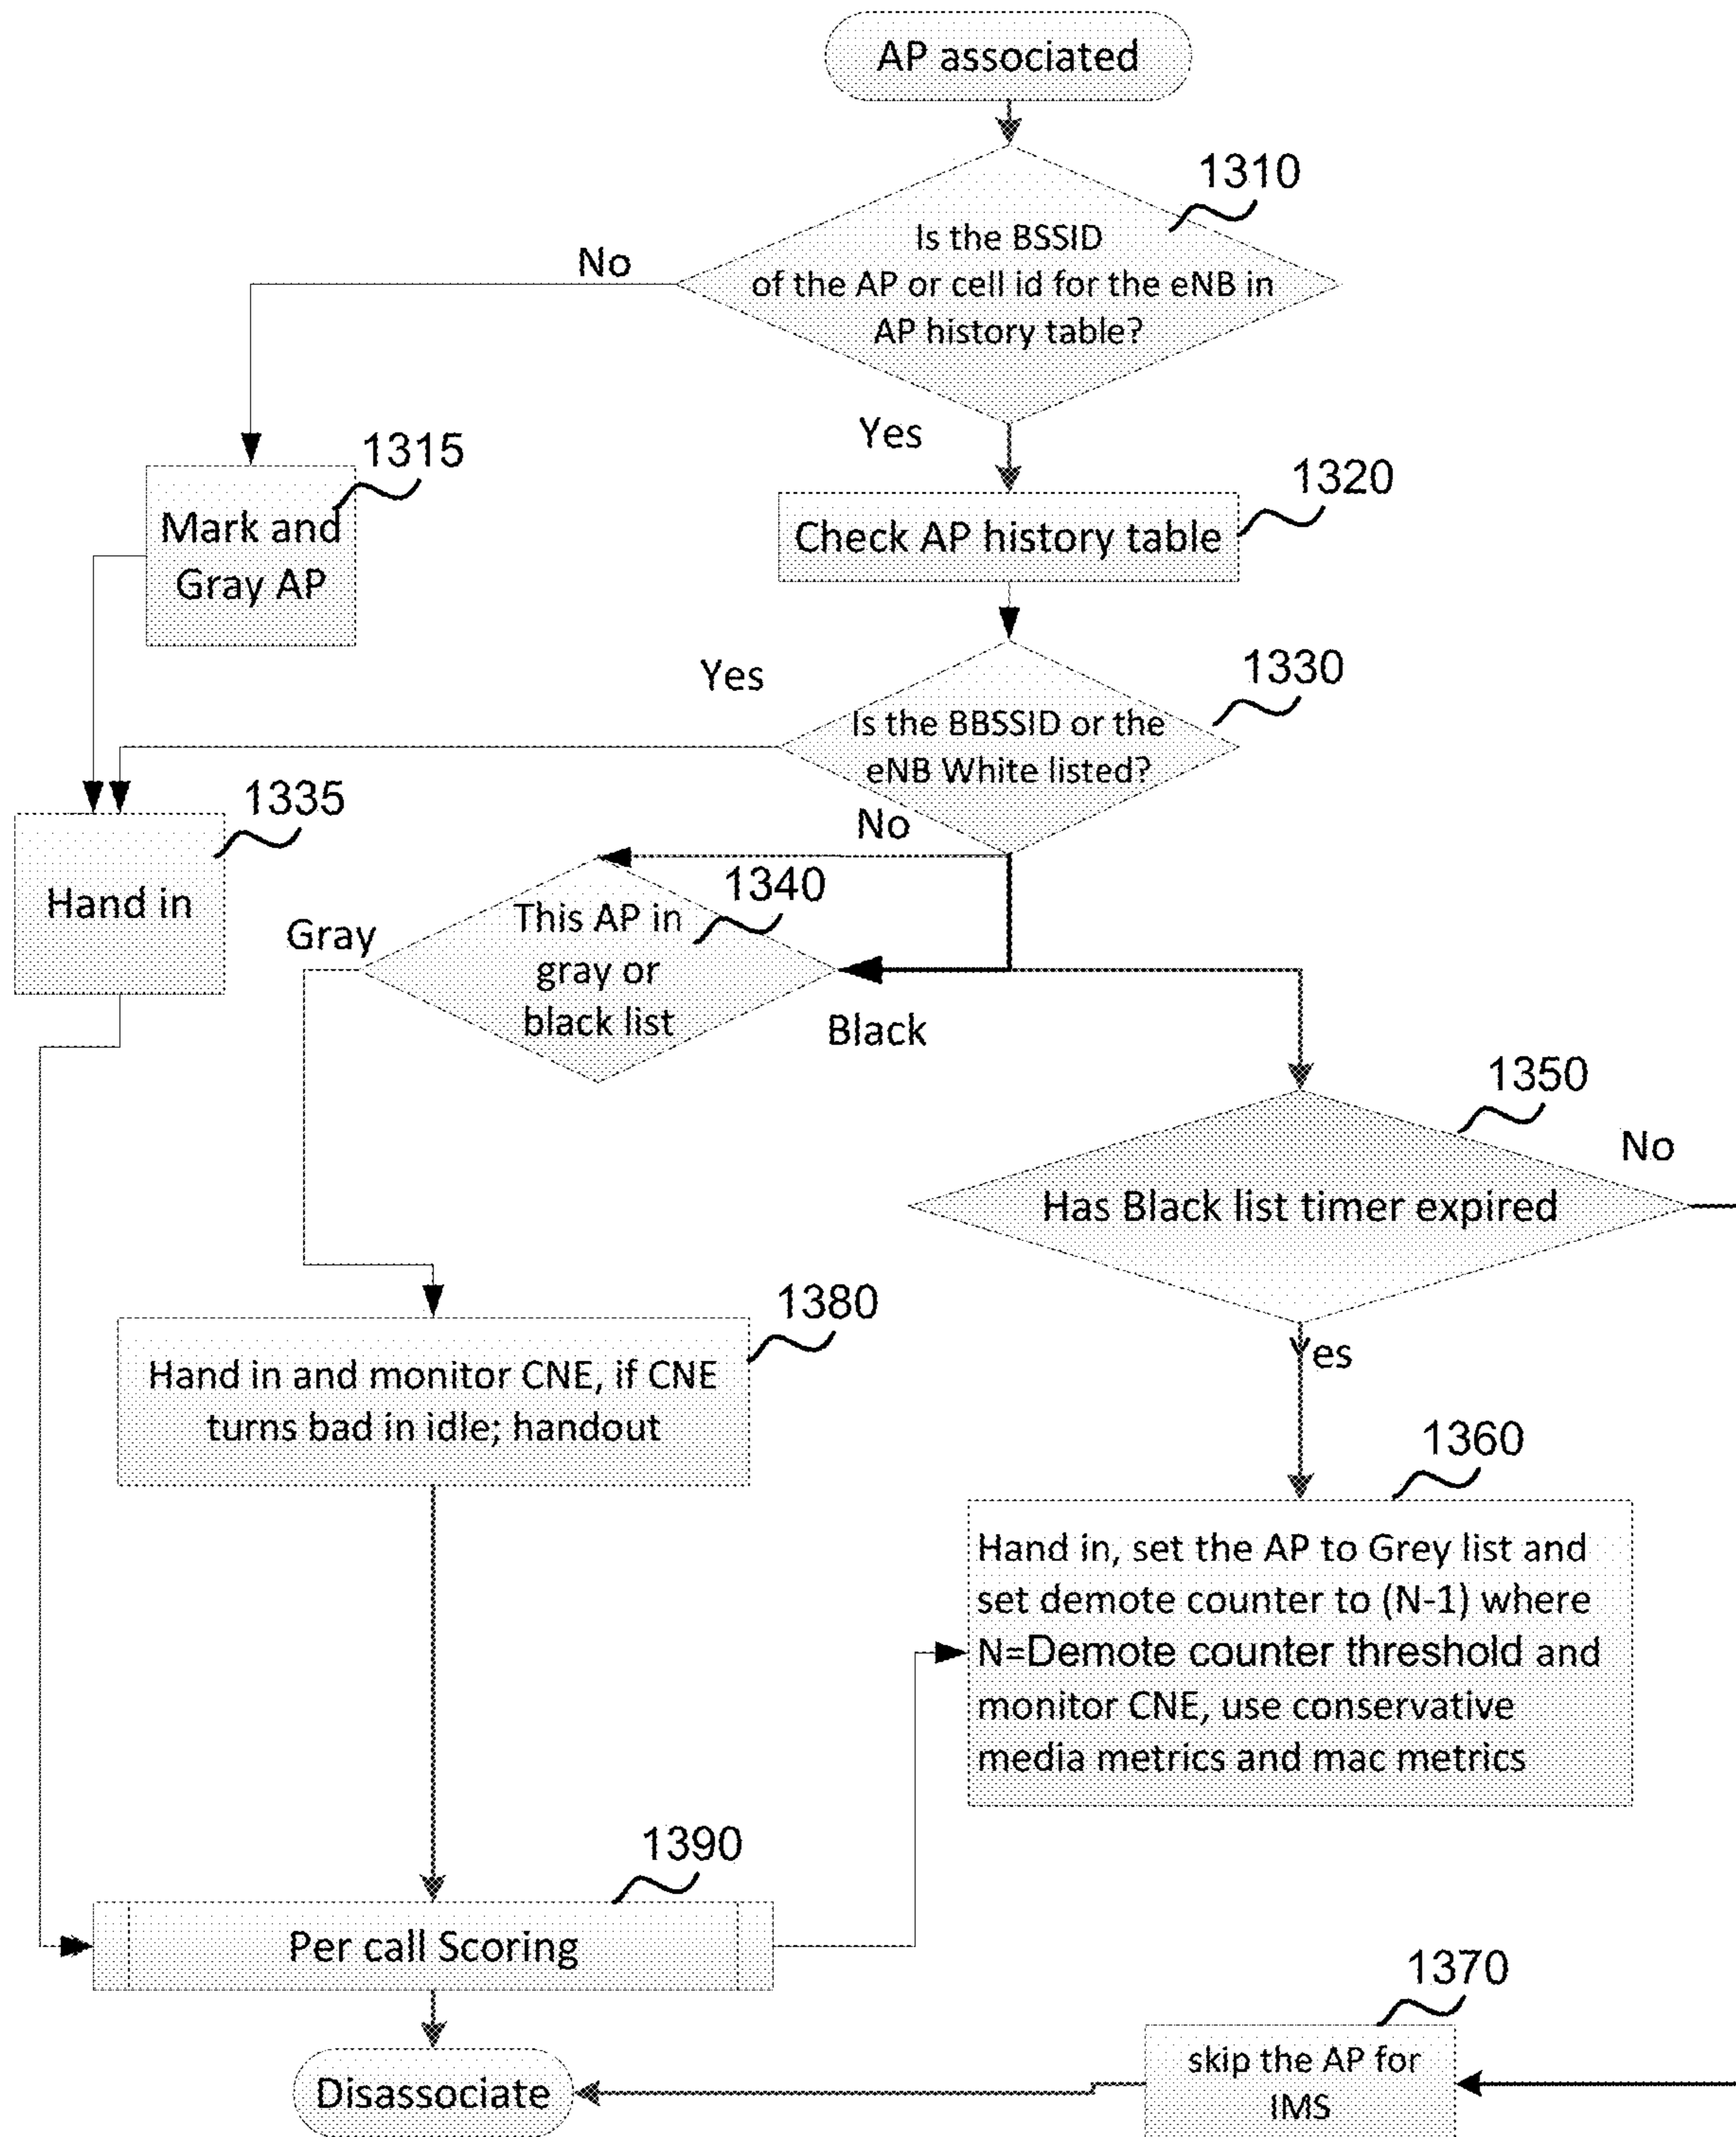 AP associated
1310
Is the BSSID
of the AP or cell id for the eNB in
AP history table?
No
Yes
1315
Mark and
Gray AP
1320
Check AP history table
Yes
1330
Is the BBSSID or the
eNB White listed?
No
1335
Hand in
1340
This AP in
gray or
black list
Gray
Black
1350
Has Black list timer expired
No
Yes
1380
Hand in and monitor CNE, if CNE
turns bad in idle; handout
1360
Hand in, set the AP to Grey list and
set demote counter to (N-1) where
N=Demote counter threshold and
monitor CNE, use conservative
media metrics and mac metrics
1390
Per call Scoring
1370
skip the AP for
IMS
Disassociate